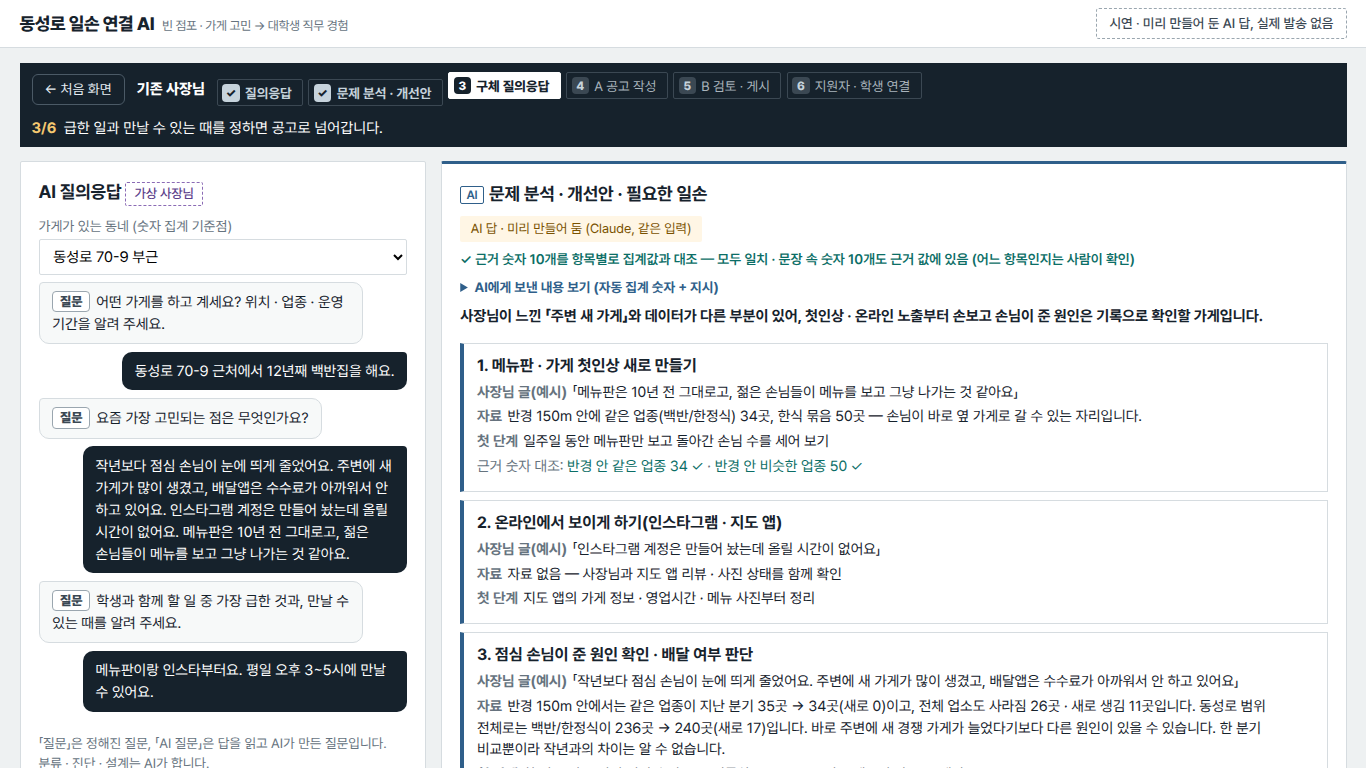 동성로 일손 연결 AI 빈 점포 · 가게 고민 → 대학생 직무 경험
시연 · 미리 만들어 둔 AI 답, 실제 발송 없음
← 처음 화면 기존 사장님 ✓ 질의응답 ✓ 문제 분석 · 개선안 3 구체 질의응답 4 A 공고 작성 5 B 검토 · 게시 6 지원자 · 학생 연결
3/6 급한 일과 만날 수 있는 때를 정하면 공고로 넘어갑니다.
AI 질의응답 가상 사장님
가게가 있는 동네 (숫자 집계 기준점)
동성로 70-9 부근
질문 어떤 가게를 하고 계세요? 위치 · 업종 · 운영
기간을 알려 주세요.
동성로 70-9 근처에서 12년째 백반집을 해요.
질문 요즘 가장 고민되는 점은 무엇인가요?
작년보다 점심 손님이 눈에 띄게 줄었어요. 주변에 새
가게가 많이 생겼고, 배달앱은 수수료가 아까워서 안
하고 있어요. 인스타그램 계정은 만들어 놨는데 올릴
시간이 없어요. 메뉴판은 10년 전 그대로고, 젊은
손님들이 메뉴를 보고 그냥 나가는 것 같아요.
질문 학생과 함께 할 일 중 가장 급한 것과, 만날 수
있는 때를 알려 주세요.
메뉴판이랑 인스타부터요. 평일 오후 3~5시에 만날
수 있어요.
「질문」은 정해진 질문, 「AI 질문」은 답을 읽고 AI가 만든 질문입니다.
분류 · 진단 · 설계는 AI가 합니다.
AI 문제 분석 · 개선안 · 필요한 일손
AI 답 · 미리 만들어 둠 (Claude, 같은 입력)
✓ 근거 숫자 10개를 항목별로 집계값과 대조 — 모두 일치 · 문장 속 숫자 10개도 근거 값에 있음 (어느 항목인지는 사람이 확인)
▶ AI에게 보낸 내용 보기 (자동 집계 숫자 + 지시)
사장님이 느낀 「주변 새 가게」와 데이터가 다른 부분이 있어, 첫인상 · 온라인 노출부터 손보고 손님이 준 원인은 기록으로 확인할 가게입니다.
1. 메뉴판 · 가게 첫인상 새로 만들기
사장님 글(예시) 「메뉴판은 10년 전 그대로고, 젊은 손님들이 메뉴를 보고 그냥 나가는 것 같아요」
자료 반경 150m 안에 같은 업종(백반/한정식) 34곳, 한식 묶음 50곳 — 손님이 바로 옆 가게로 갈 수 있는 자리입니다.
첫 단계 일주일 동안 메뉴판만 보고 돌아간 손님 수를 세어 보기
근거 숫자 대조: 반경 안 같은 업종 34 ✓ · 반경 안 비슷한 업종 50 ✓
2. 온라인에서 보이게 하기(인스타그램 · 지도 앱)
사장님 글(예시) 「인스타그램 계정은 만들어 놨는데 올릴 시간이 없어요」
자료 자료 없음 — 사장님과 지도 앱 리뷰 · 사진 상태를 함께 확인
첫 단계 지도 앱의 가게 정보 · 영업시간 · 메뉴 사진부터 정리
3. 점심 손님이 준 원인 확인 · 배달 여부 판단
사장님 글(예시) 「작년보다 점심 손님이 눈에 띄게 줄었어요. 주변에 새 가게가 많이 생겼고, 배달앱은 수수료가 아까워서 안 하고 있어요」
자료 반경 150m 안에서는 같은 업종이 지난 분기 35곳 → 34곳(새로 0)이고, 전체 업소도 사라짐 26곳 · 새로 생김 11곳입니다. 동성로 범위
전체로는 백반/한정식이 236곳 → 240곳(새로 17)입니다. 바로 주변에 새 경쟁 가게가 늘었다기보다 다른 원인이 있을 수 있습니다. 한 분기
비교뿐이라 작년과의 차이는 알 수 없습니다.